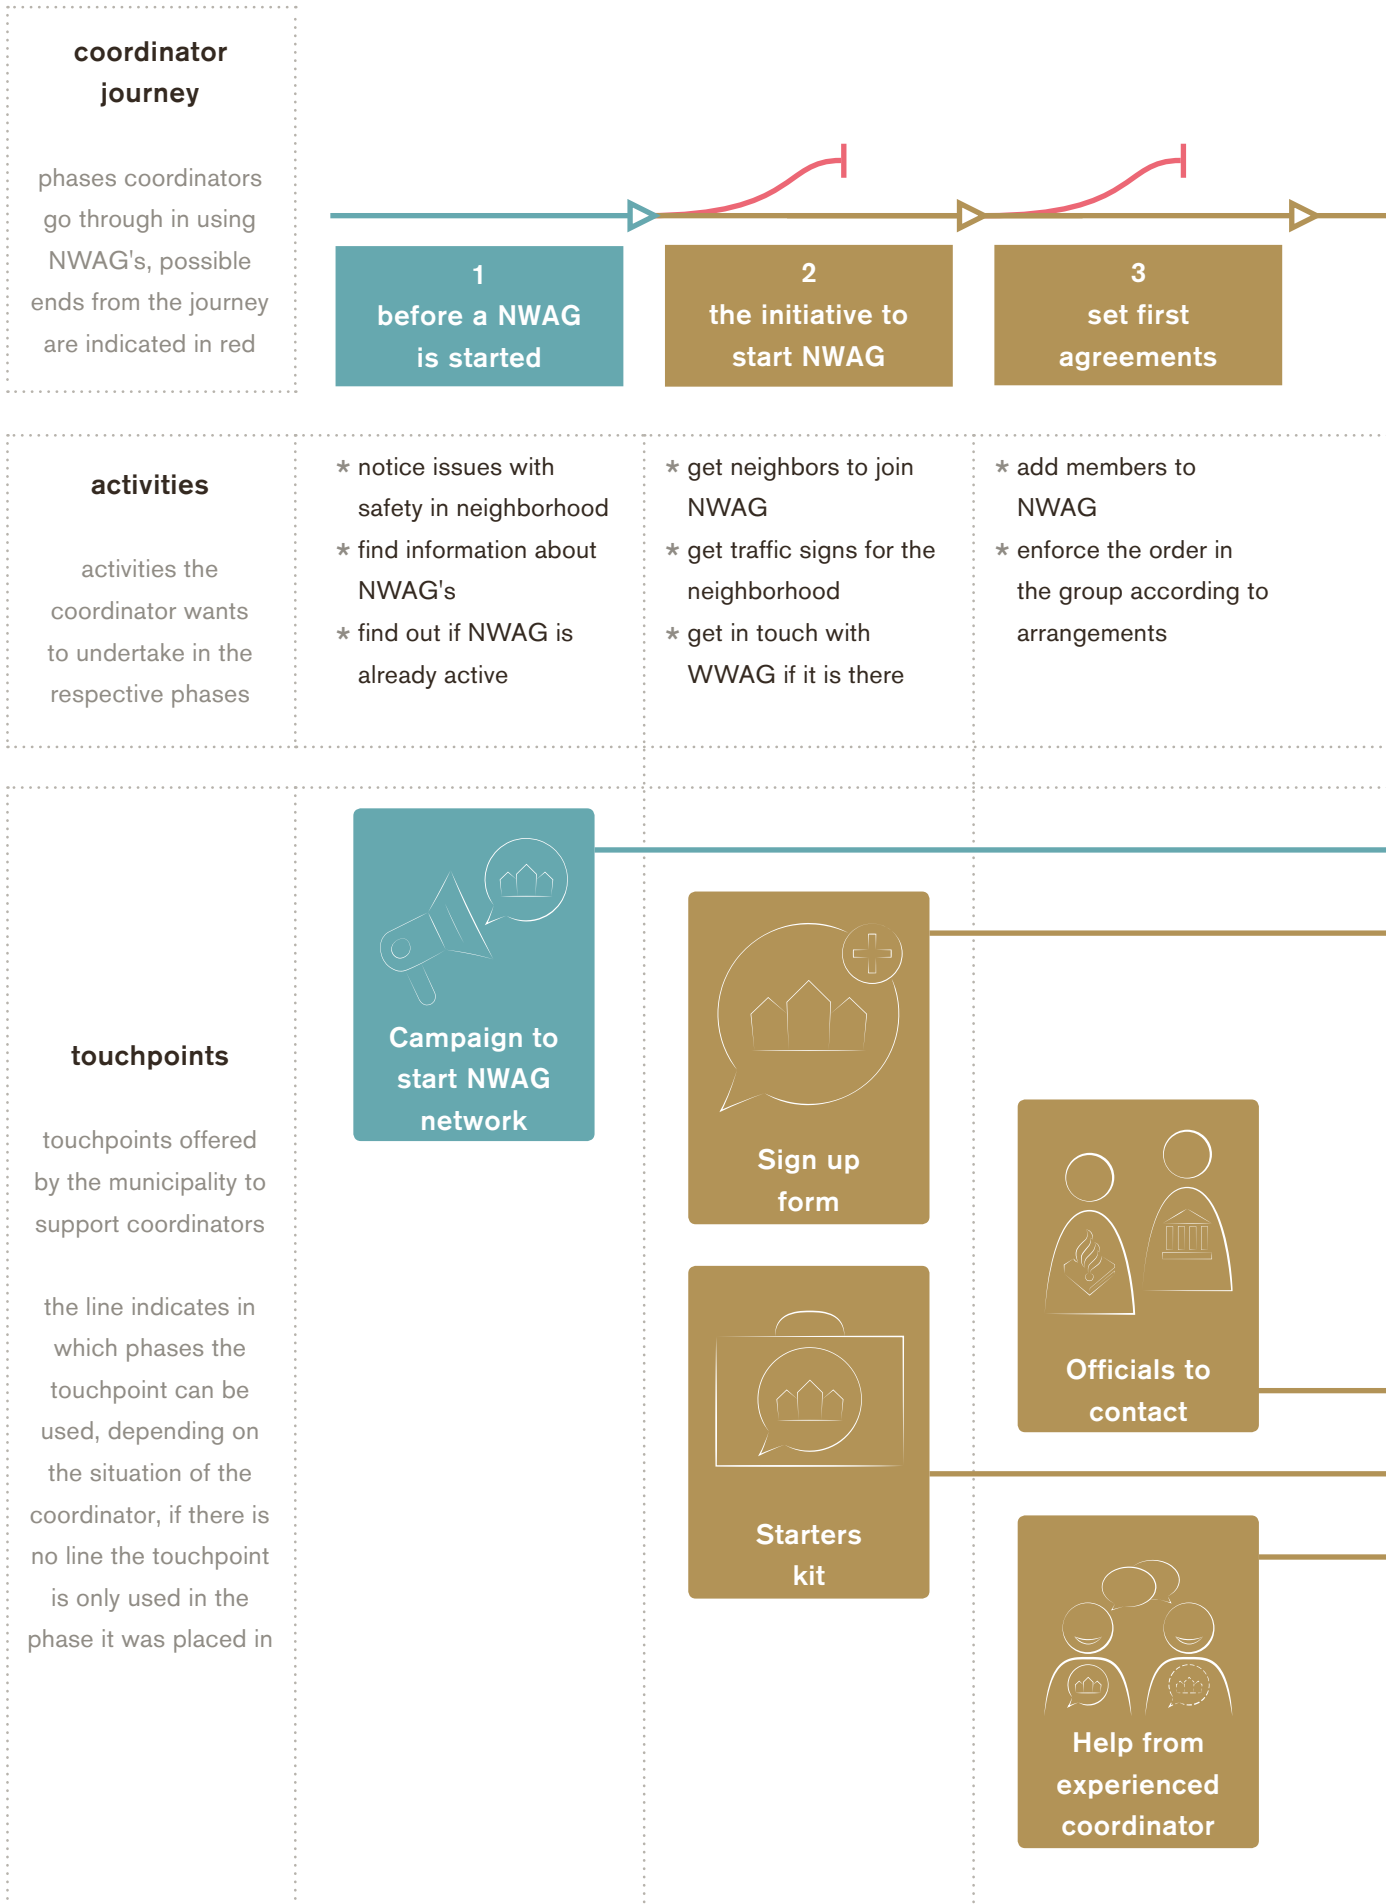 coordinator
journey
phases coordinators
go through in using
NWAG's, possible
ends from the journey
are indicated in red
1
before a NWAG
is started
2
the initiative to
start NWAG
3
set first
agreements
activities
activities the
coordinator wants
to undertake in the
respective phases
* notice issues with
safety in neighborhood
* find information about
NWAG's
* find out if NWAG is
already active
* get neighbors to join
NWAG
* get traffic signs for the
neighborhood
* get in touch with
WWAG if it is there
* add members to
NWAG
* enforce the order in
the group according to
arrangements
touchpoints
touchpoints offered
by the municipality to
support coordinators
the line indicates in
which phases the
touchpoint can be
used, depending on
the situation of the
coordinator, if there is
no line the touchpoint
is only used in the
phase it was placed in
Campaign to
start NWAG
network
Sign up
form
Starters
kit
Officials to
contact
Help from
experienced
coordinator